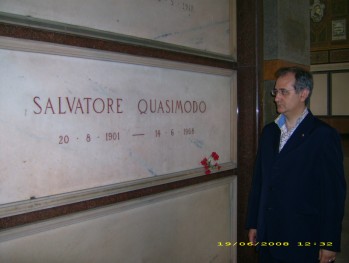 SALVATORE QUASIMODO
20 · 8 · 1901 — 14 · 6 · 1968
19/06/2008 12:32